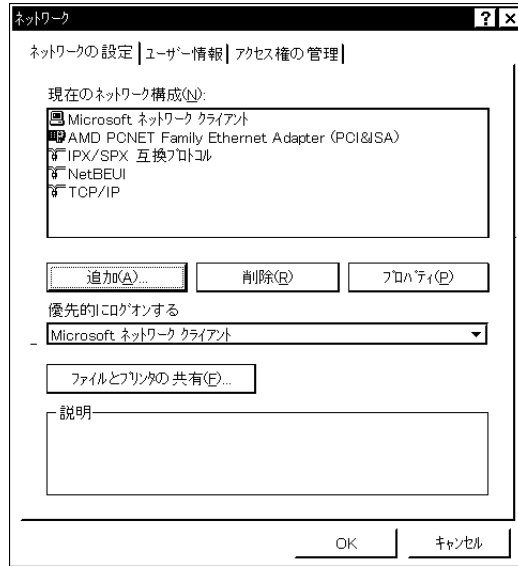 ﾈｯﾄﾜｰｸ
ﾈｯﾄﾜｰｸの設定 ﾕｰｻﾞｰ情報 ｱｸｾｽ権の管理
現在のﾈｯﾄﾜｰｸ構成(N):
Microsoft ﾈｯﾄﾜｰｸ ｸﾗｲｱﾝﾄ
AMD PCNET Family Ethernet Adapter (PCI&ISA)
IPX/SPX 互換ﾌﾟﾛﾄｺﾙ
NetBEUI
TCP/IP
追加(A)... 削除(R) ﾌﾟﾛﾊﾟﾃｨ(P)
優先的にﾛｸﾞｵﾝする
Microsoft ﾈｯﾄﾜｰｸ ｸﾗｲｱﾝﾄ
ﾌｧｲﾙとﾌﾟﾘﾝﾀの共有(F)...
説明
OK ｷｬﾝｾﾙ